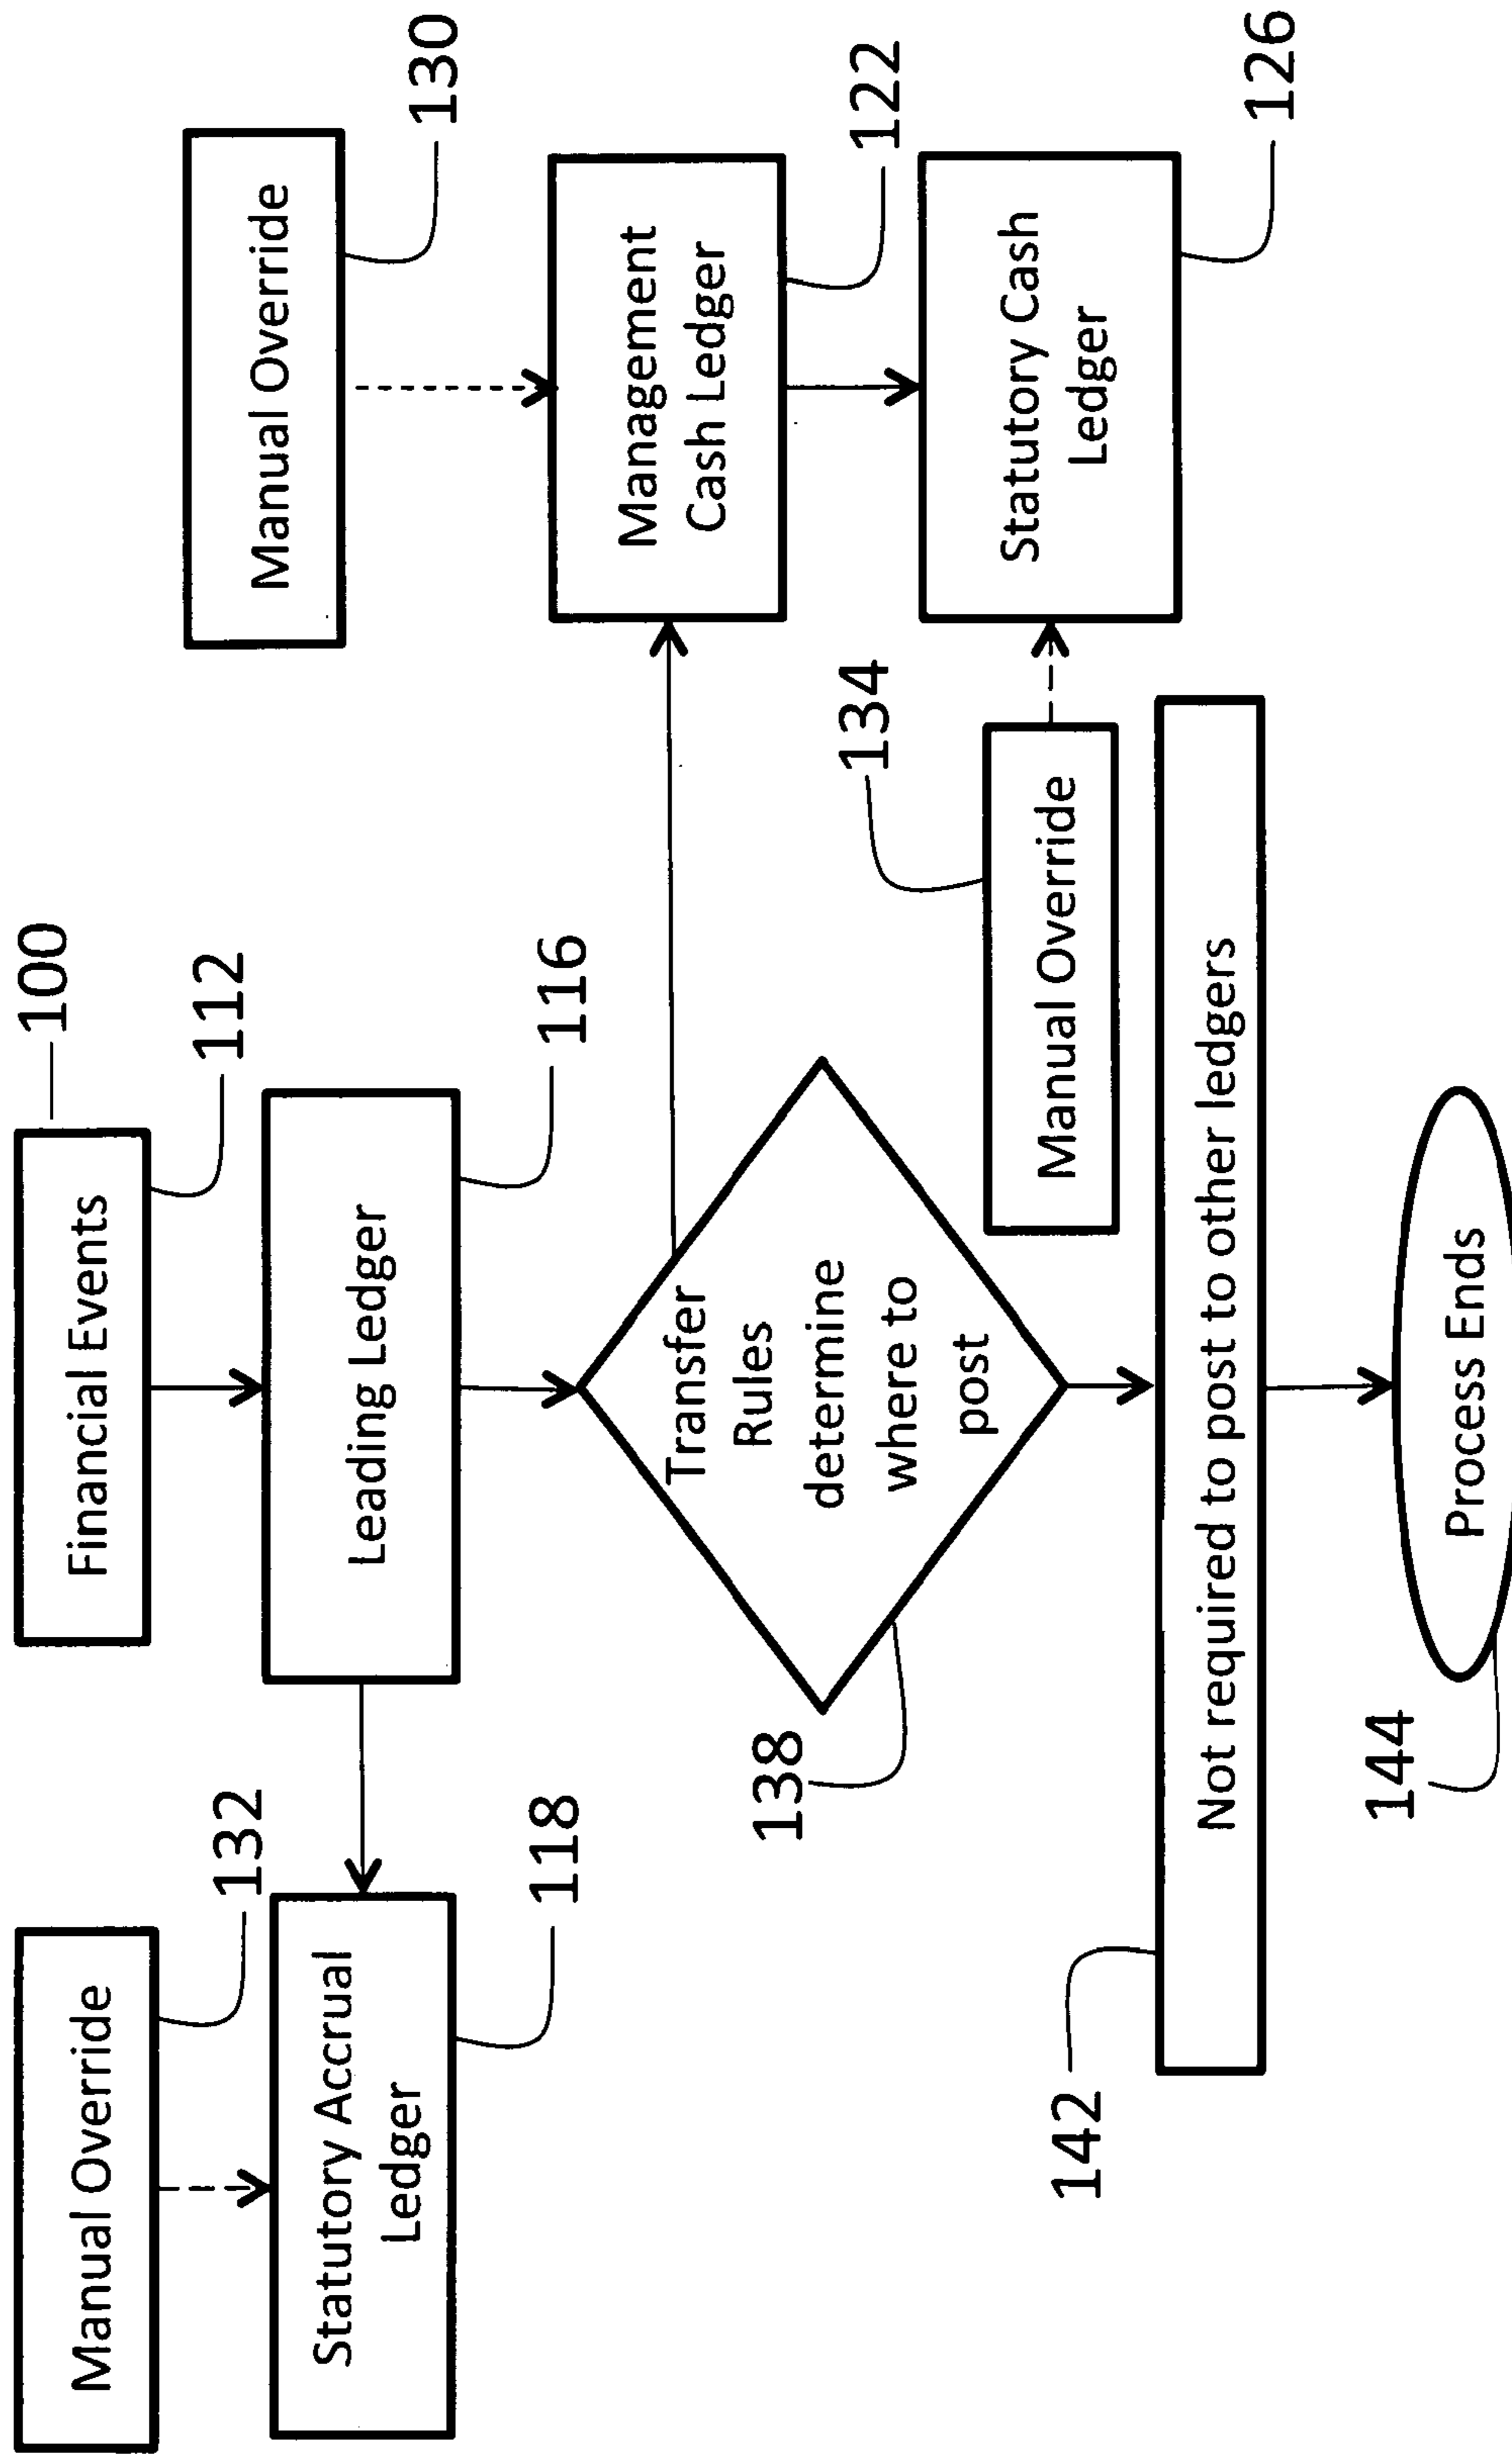 Manual Override
132
Statutory Accrual
Ledger
118
Financial Events
100
112
Leading Ledger
116
Manual Override
130
Transfer
Rules
determine
where to
post
138
Management
Cash Ledger
122
Statutory Cash
Ledger
126
134
Manual Override
142
Not required to post to other ledgers
144
Process Ends